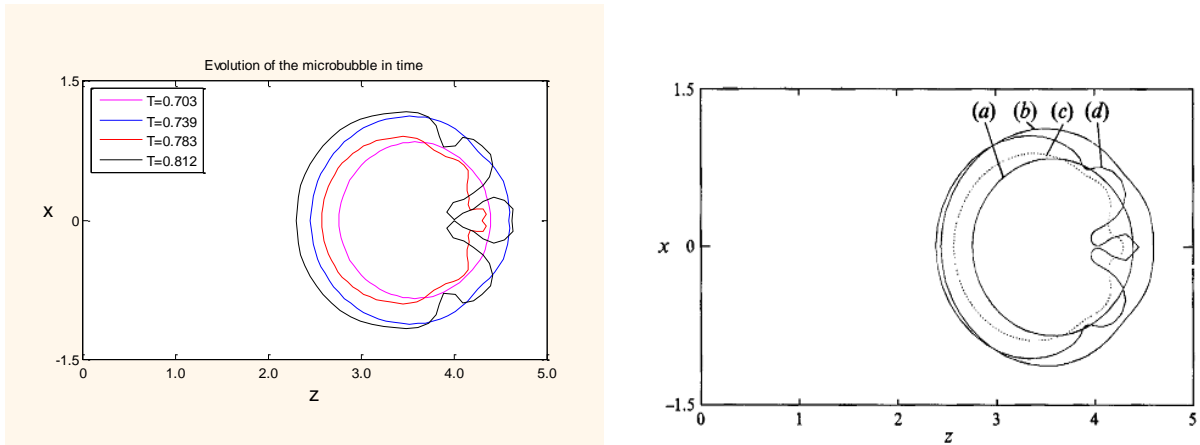 Evolution of the microbubble in time
1.5
T=0.703
T=0.739
T=0.783
T=0.812
X
0
-1.5
0 1.0 2.0 3.0 4.0 5.0
Z
1.5
(a) (b) (c) (d)
x
0
-1.5
0 1 2 3 4 5
z